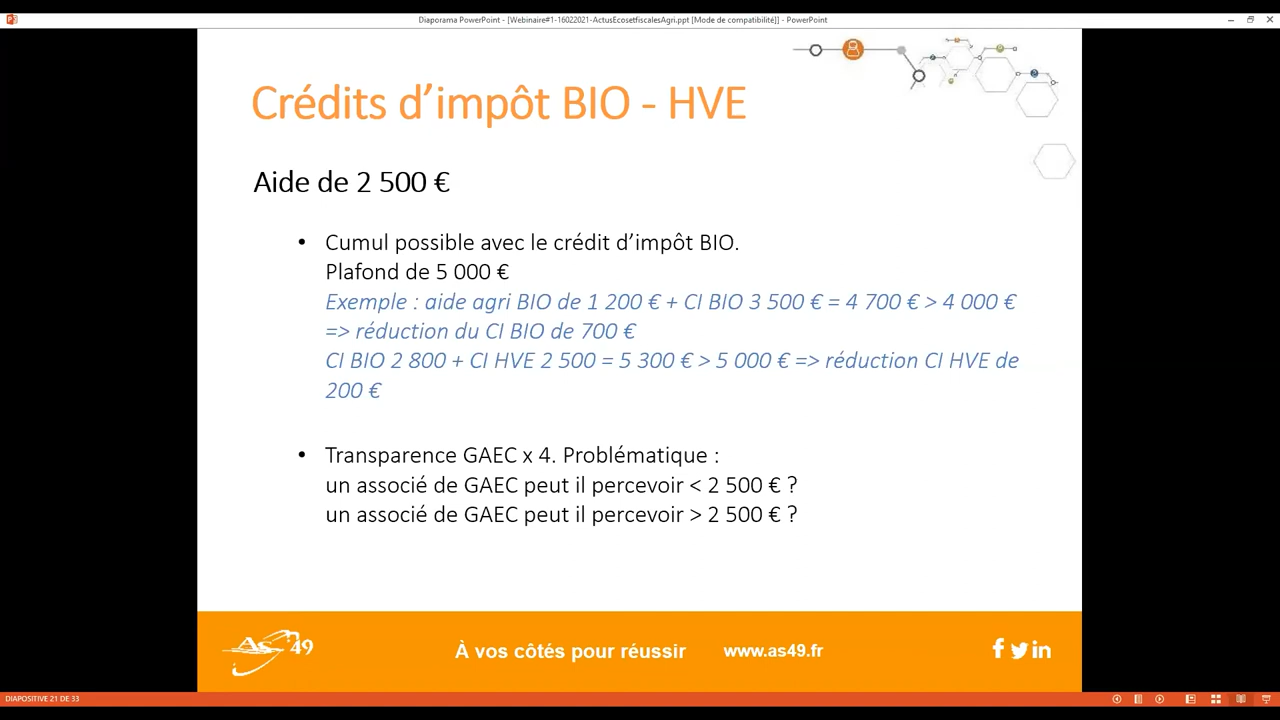 Diaporama PowerPoint - [Webinaire#1-16022021-ActusEcosetfiscalesAgri.ppt [Mode de compatibilité]] - PowerPoint
Crédits d’impôt BIO - HVE
Aide de 2 500 €
• Cumul possible avec le crédit d’impôt BIO.
Plafond de 5 000 €
Exemple : aide agri BIO de 1 200 € + CI BIO 3 500 € = 4 700 € > 4 000 €
=> réduction du CI BIO de 700 €
CI BIO 2 800 + CI HVE 2 500 = 5 300 € > 5 000 € => réduction CI HVE de
200 €
• Transparence GAEC x 4. Problématique :
un associé de GAEC peut il percevoir < 2 500 € ?
un associé de GAEC peut il percevoir > 2 500 € ?
As 49
À vos côtés pour réussir
www.as49.fr
DIAPOSITIVE 21 DE 33